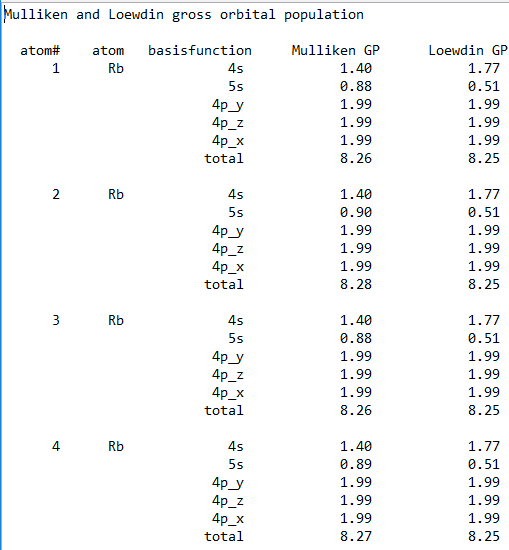 Mulliken and Loewdin gross orbital population
atom# atom basisfunction Mulliken GP Loewdin GP
1 Rb 4s 1.40 1.77
5s 0.88 0.51
4p_y 1.99 1.99
4p_z 1.99 1.99
4p_x 1.99 1.99
total 8.26 8.25
2 Rb 4s 1.40 1.77
5s 0.90 0.51
4p_y 1.99 1.99
4p_z 1.99 1.99
4p_x 1.99 1.99
total 8.28 8.25
3 Rb 4s 1.40 1.77
5s 0.88 0.51
4p_y 1.99 1.99
4p_z 1.99 1.99
4p_x 1.99 1.99
total 8.26 8.25
4 Rb 4s 1.40 1.77
5s 0.89 0.51
4p_y 1.99 1.99
4p_z 1.99 1.99
4p_x 1.99 1.99
total 8.27 8.25